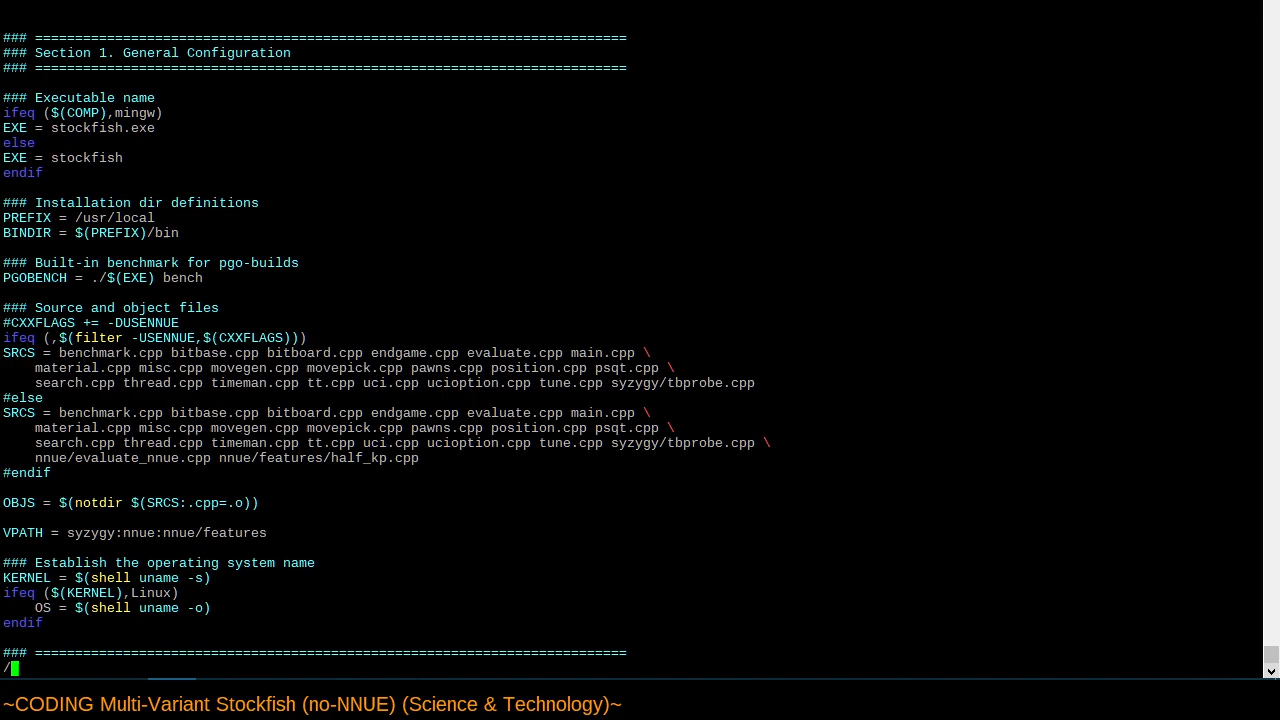 ### ==========================================================================
### Section 1. General Configuration
### ==========================================================================
### Executable name
ifeq ($(COMP),mingw)
EXE = stockfish.exe
else
EXE = stockfish
endif
### Installation dir definitions
PREFIX = /usr/local
BINDIR = $(PREFIX)/bin
### Built-in benchmark for pgo-builds
PGOBENCH = ./$(EXE) bench
### Source and object files
#CXXFLAGS += -DUSENNUE
ifeq (,$(filter -USENNUE,$(CXXFLAGS)))
SRCS = benchmark.cpp bitbase.cpp bitboard.cpp endgame.cpp evaluate.cpp main.cpp \
    material.cpp misc.cpp movegen.cpp movepick.cpp pawns.cpp position.cpp psqt.cpp \
    search.cpp thread.cpp timeman.cpp tt.cpp uci.cpp ucioption.cpp tune.cpp syzygy/tbprobe.cpp
#else
SRCS = benchmark.cpp bitbase.cpp bitboard.cpp endgame.cpp evaluate.cpp main.cpp \
    material.cpp misc.cpp movegen.cpp movepick.cpp pawns.cpp position.cpp psqt.cpp \
    search.cpp thread.cpp timeman.cpp tt.cpp uci.cpp ucioption.cpp tune.cpp syzygy/tbprobe.cpp \
    nnue/evaluate_nnue.cpp nnue/features/half_kp.cpp
#endif
OBJS = $(notdir $(SRCS:.cpp=.o))
VPATH = syzygy:nnue:nnue/features
### Establish the operating system name
KERNEL = $(shell uname -s)
ifeq ($(KERNEL),Linux)
    OS = $(shell uname -o)
endif
### ==========================================================================
/
~CODING Multi-Variant Stockfish (no-NNUE) (Science & Technology)~